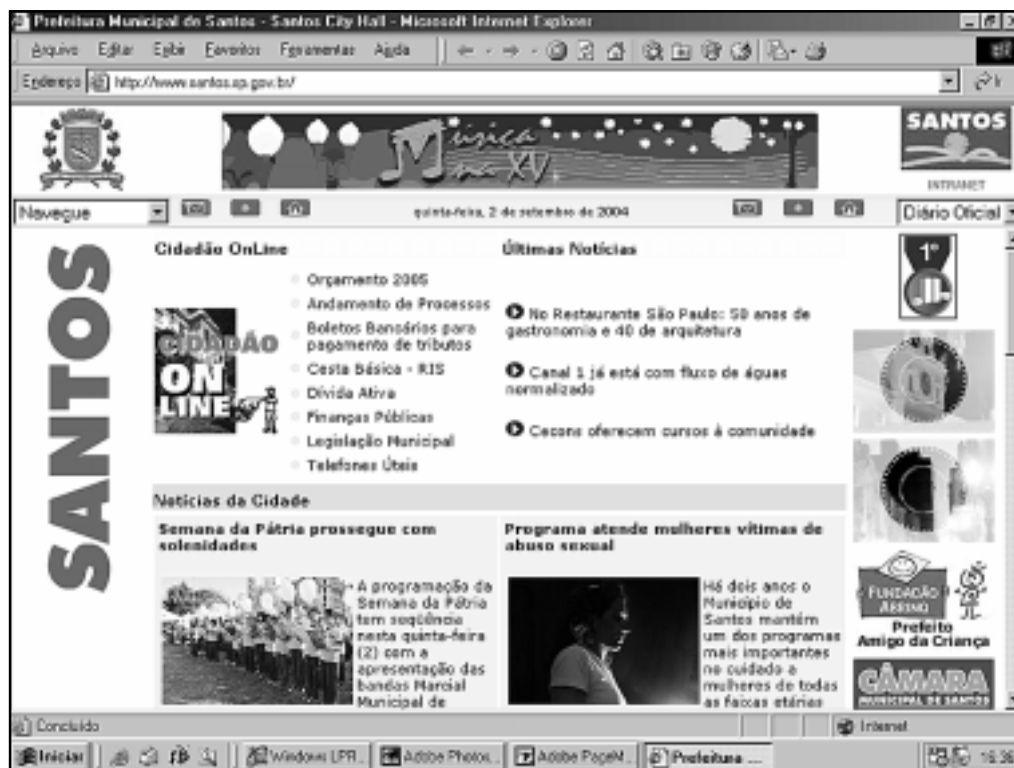 Prefeitura Municipal de Santos - Santos City Hall - Microsoft Internet Explorer
Arquivo Editar Exibir Favoritos Ferramentas Ajuda
Endereço http://www.santos.sp.gov.br/ Ir
Música
na XV
SANTOS
INTRANET
Navegue
quinta-feira, 2 de setembro de 2004
Diário Oficial
SANTOS
Cidadão OnLine
CIDADÃO
ON
LINE
Orçamento 2005
Andamento de Processos
Boletos Bancários para
pagamento de tributos
Cesta Básica - RIS
Dívida Ativa
Finanças Públicas
Legislação Municipal
Telefones Úteis
Últimas Notícias
No Restaurante São Paulo: 50 anos de
gastronomia e 40 de arquitetura
Canal 1 já está com fluxo de águas
normalizado
Cecons oferecem cursos à comunidade
1º
Notícias da Cidade
Semana da Pátria prossegue com
solenidades
A programação da
Semana da Pátria
tem seqüência
nesta quinta-feira
(2) com a
apresentação das
bandas Marcial
Municipal de
Programa atende mulheres vítimas de
abuso sexual
Há dois anos o
Município de
Santos mantém
um dos programas
mais importantes
no cuidado a
mulheres de todas
as faixas etárias
FUNDAÇÃO
ABRINQ
Prefeito
Amigo da Criança
CÂMARA
MUNICIPAL DE SANTOS
Concluído
Internet
Iniciar
Windows LPR...
Adobe Photos...
Adobe PageM...
Prefeitura ...
16:36